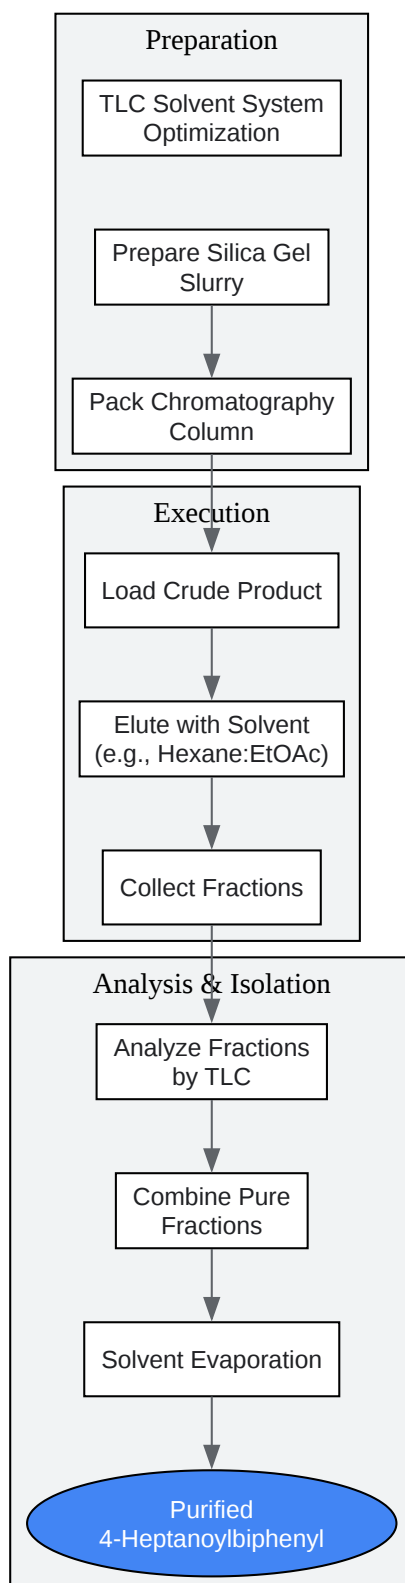 Preparation
TLC Solvent System
Optimization
Prepare Silica Gel
Slurry
Pack Chromatography
Column
Execution
Load Crude Product
Elute with Solvent
(e.g., Hexane:EtOAc)
Collect Fractions
Analysis & Isolation
Analyze Fractions
by TLC
Combine Pure
Fractions
Solvent Evaporation
Purified
4-Heptanoylbiphenyl